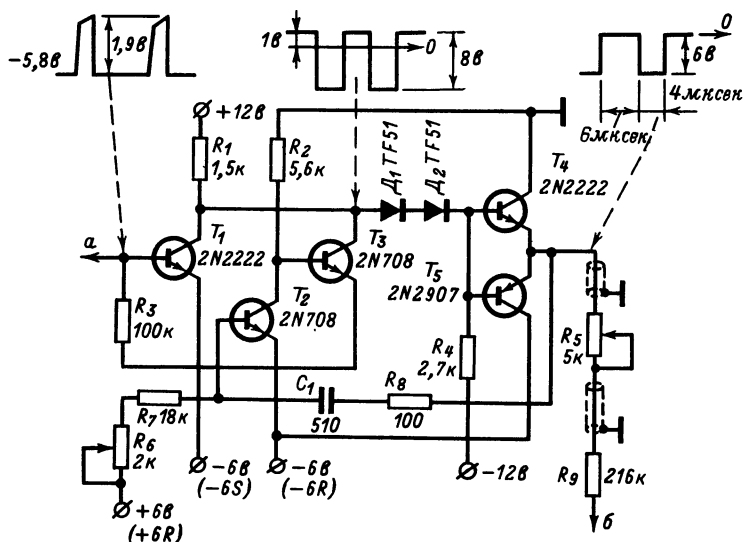 -5,8в
1,9в
1в
0
8в
0
6в
4мксек
6мксек
+12в
R1
1,5к
R2
5,6к
Д1 TF51
Д2 TF51
T4
2N2222
а
T1
2N2222
T3
2N708
T5
2N2907
R3
100к
T2
2N708
R4
2,7к
R5
5к
C1
510
R8
100
R7 18к
R6
2к
-6в
(-6S)
-6в
(-6R)
-12в
R9
216к
+6в
(+6R)
б